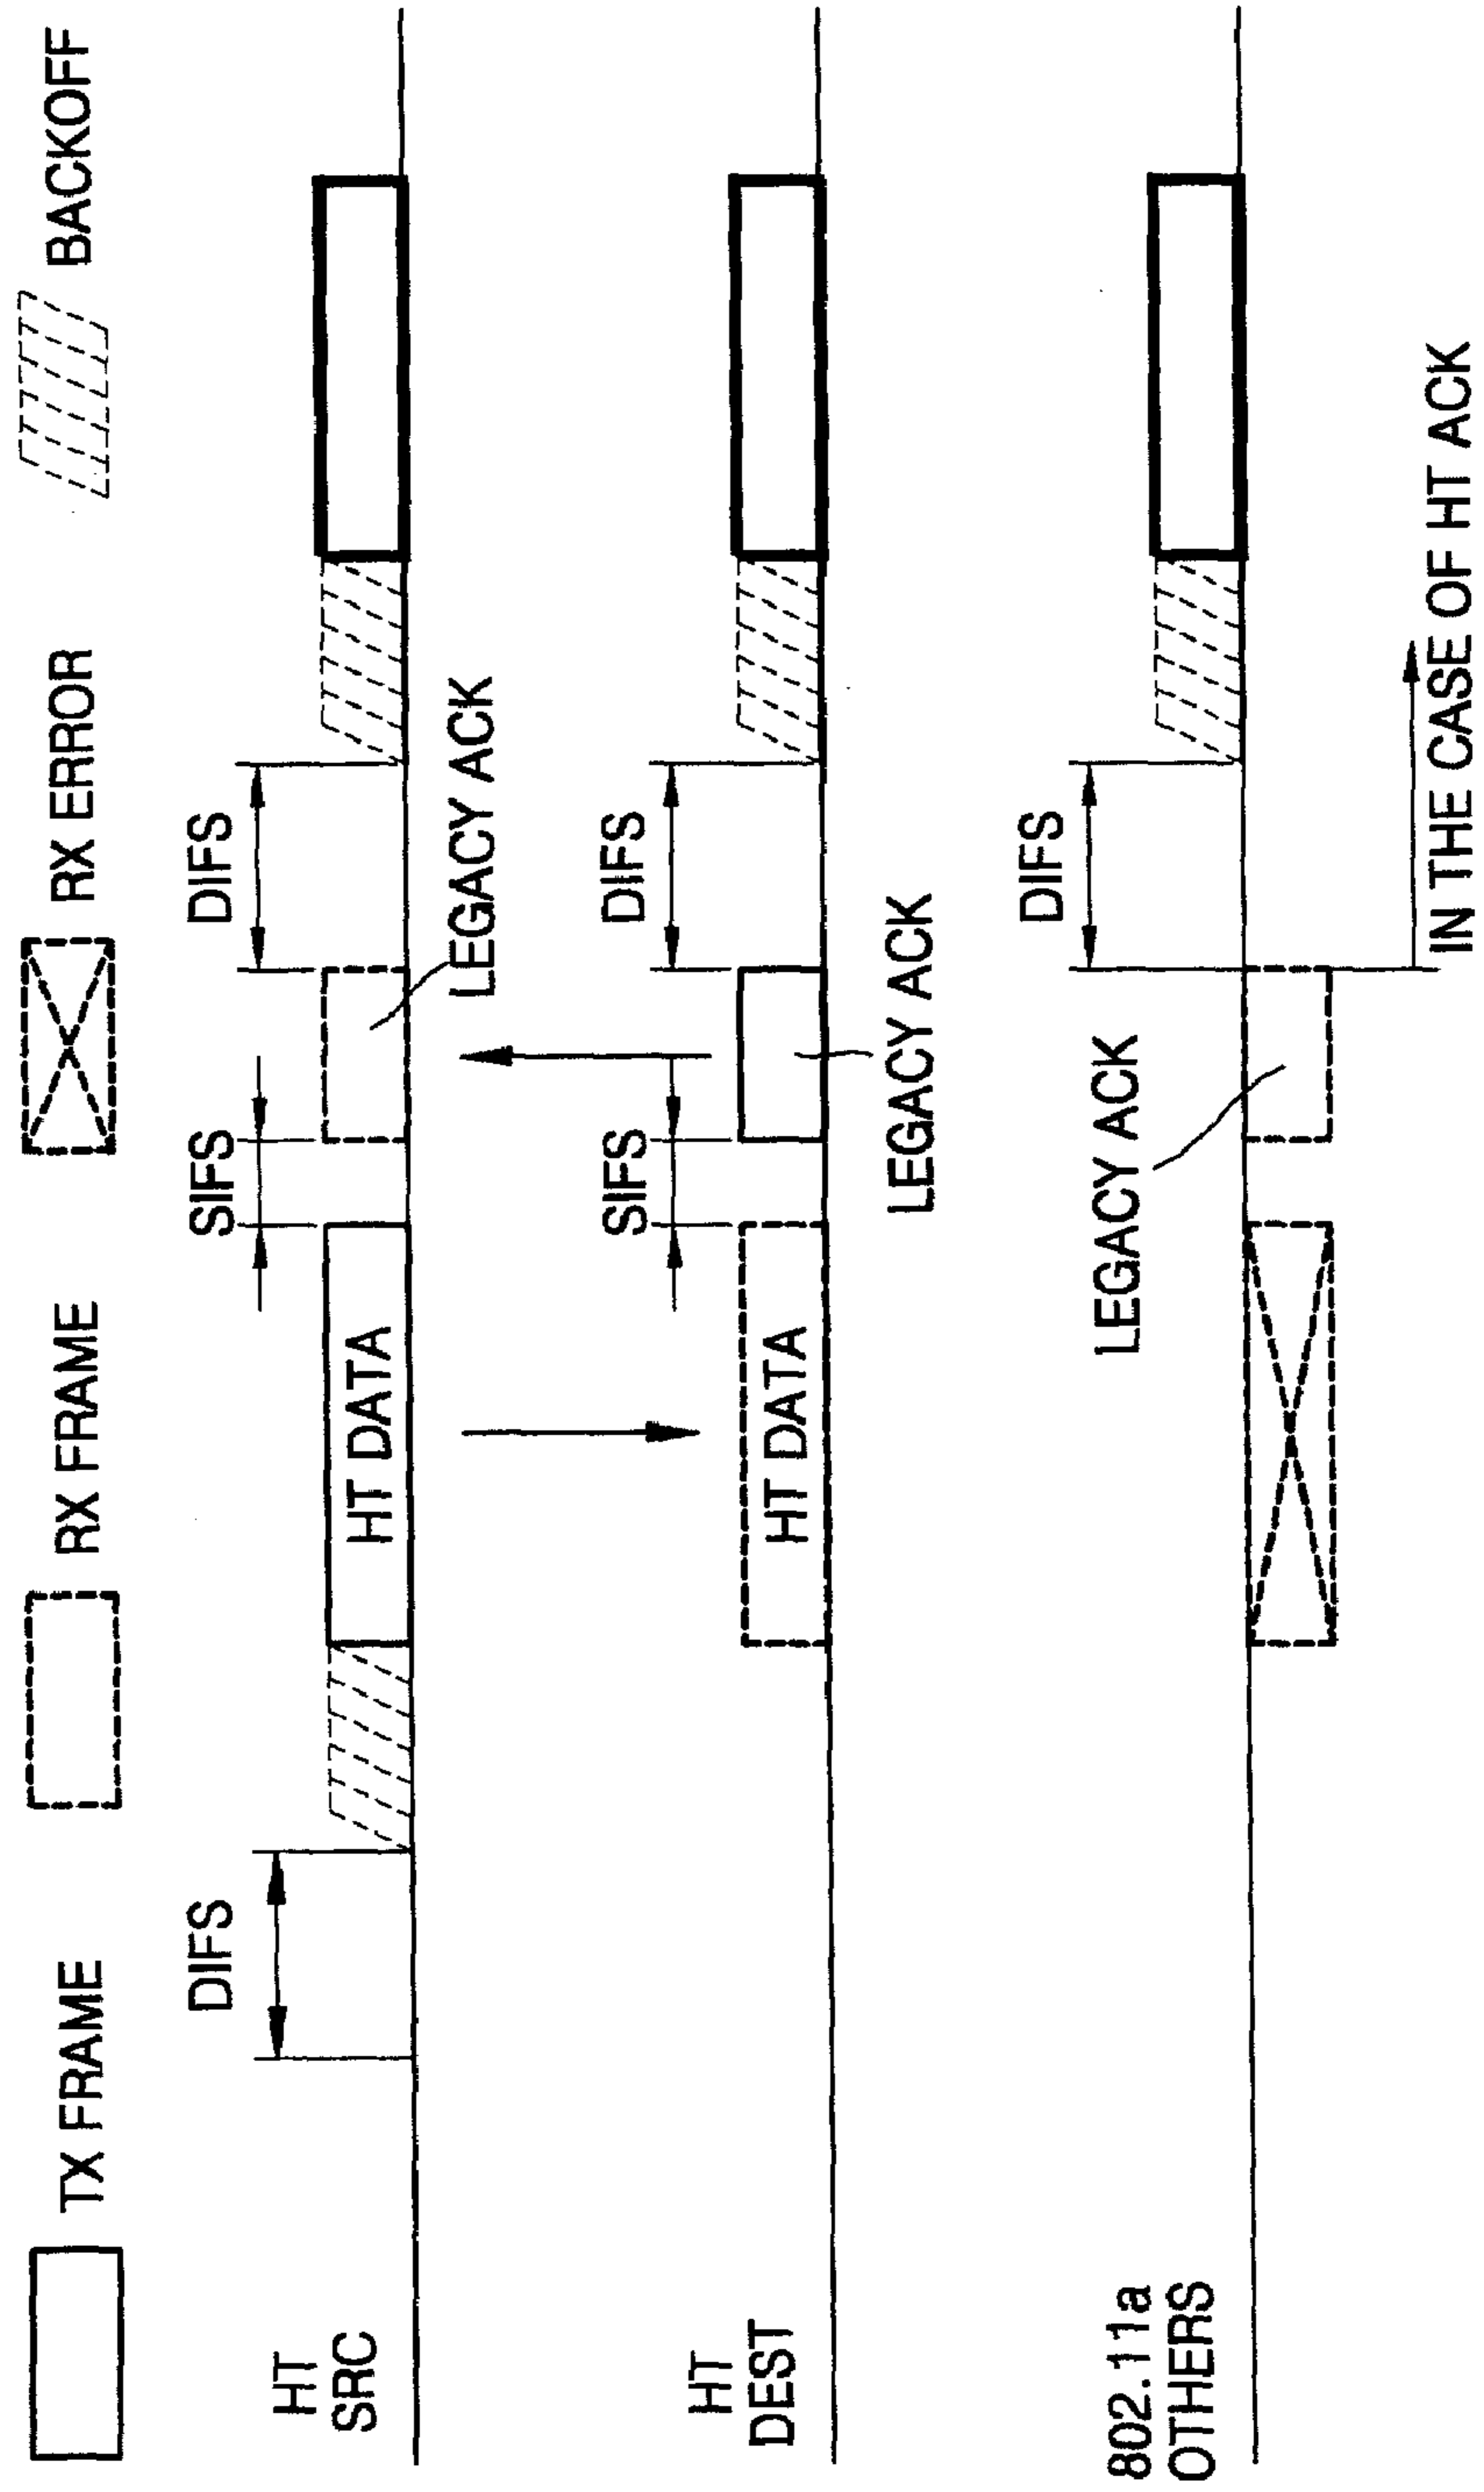 TX FRAME
RX FRAME
RX ERROR
BACKOFF
HT
SRC
DIFS
HT DATA
SIFS
DIFS
LEGACY ACK
HT
DEST
HT DATA
SIFS
DIFS
LEGACY ACK
802.11a
OTHERS
LEGACY ACK
DIFS
IN THE CASE OF HT ACK